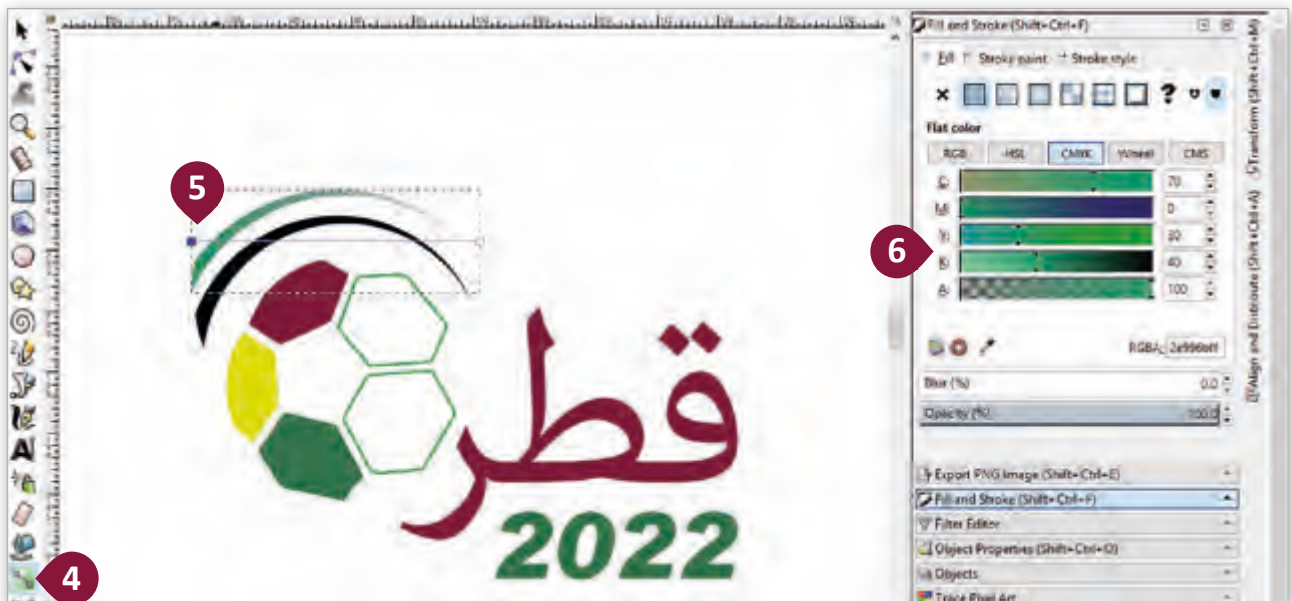 Fill and Stroke (Shift+Ctrl+F)
Fill Stroke paint Stroke style
?
Flat color
RGB HSL CMYK Wheel CMS
C: 70
M: 0
Y: 30
K: 40
A: 100
RGBA:
Blur (%) 0.0
Opacity (%) 100.0
Export PNG Image (Shift+Ctrl+E)
Fill and Stroke (Shift+Ctrl+F)
Filter Editor
Object Properties (Shift+Ctrl+O)
Objects
Trace Pixel Art
Transform (Shift+Ctrl+M)
Align and Distribute (Shift+Ctrl+A)
5
6
4
قطر
2022